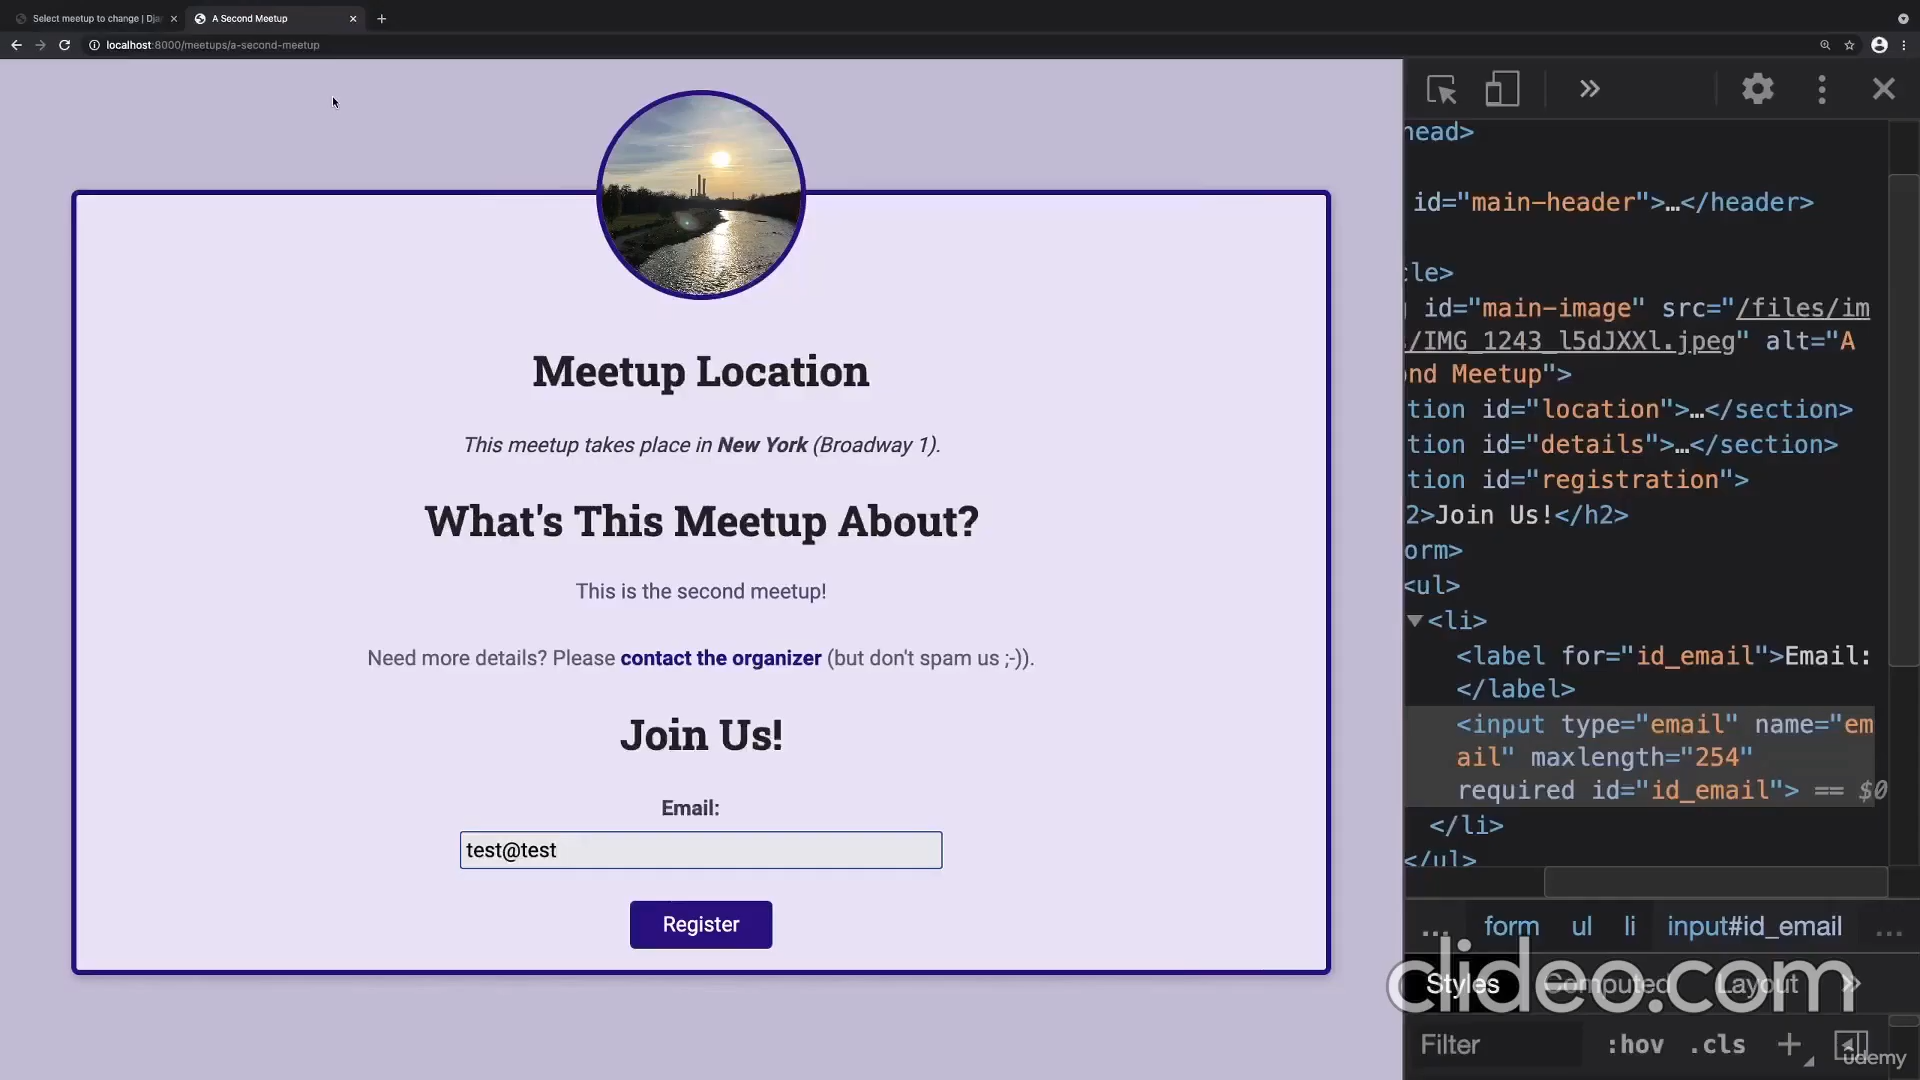 Select meetup to change | Dja
A Second Meetup
localhost:8000/meetups/a-second-meetup
Meetup Location
This meetup takes place in New York (Broadway 1).
What's This Meetup About?
This is the second meetup!
Need more details? Please contact the organizer (but don't spam us ;-)).
Join Us!
Email:
test@test
Register
head>
id="main-header">…</header>
cle>
id="main-image" src="/files/im
/IMG_1243_l5dJXXl.jpeg" alt="A
ond Meetup">
tion id="location">…</section>
tion id="details">…</section>
tion id="registration">
2>Join Us!</h2>
orm>
<ul>
<li>
<label for="id_email">Email:
</label>
<input type="email" name="em
ail" maxlength="254"
required id="id_email"> == $0
</li>
</ul>
… form ul li input#id_email …
clideo.com
Styles Computed Layout
Filter :hov .cls
udemy